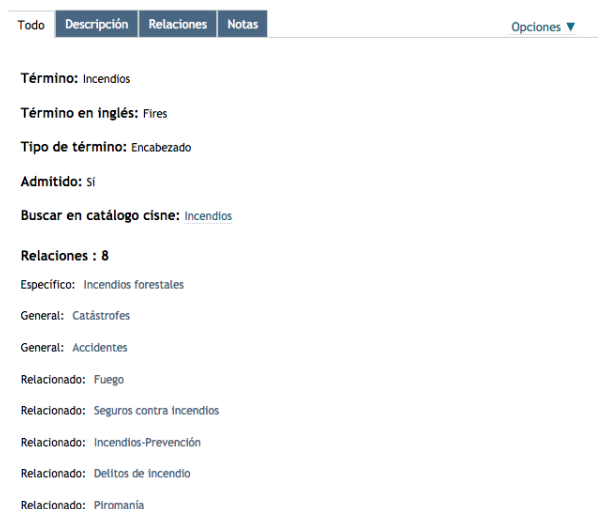 Todo Descripción Relaciones Notas Opciones ▼
Término: Incendios
Término en inglés: Fires
Tipo de término: Encabezado
Admitido: Sí
Buscar en catálogo cisne: Incendios
Relaciones : 8
Específico: Incendios forestales
General: Catástrofes
General: Accidentes
Relacionado: Fuego
Relacionado: Seguros contra incendios
Relacionado: Incendios-Prevención
Relacionado: Delitos de incendio
Relacionado: Piromanía